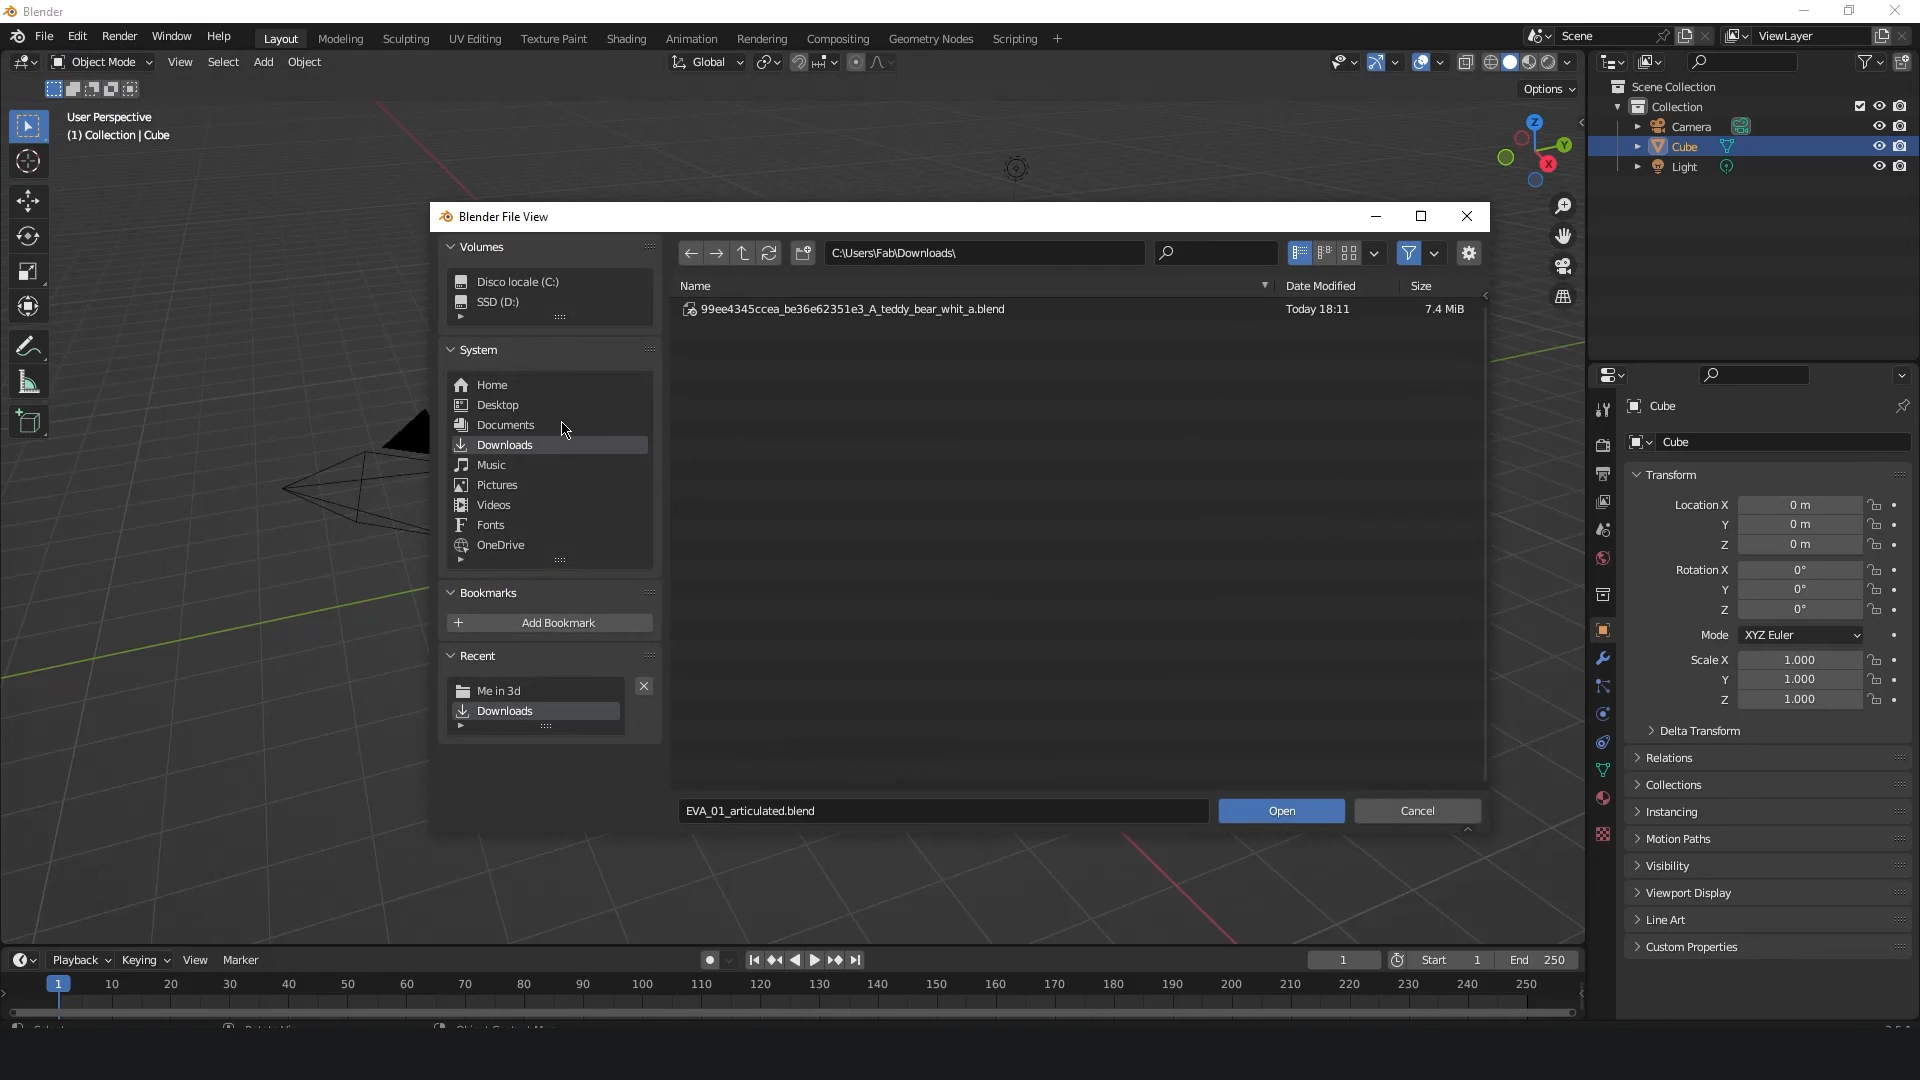 Blender
File Edit Render Window Help Layout Modeling Sculpting UV Editing Texture Paint Shading Animation Rendering Compositing Geometry Nodes Scripting + Scene ViewLayer
Object Mode View Select Add Object Global
Options
User Perspective
(1) Collection | Cube
Z
Y
X
Scene Collection
Collection
Camera
Cube
Light
Blender File View
Volumes
Disco locale (C:)
SSD (D:)
System
Home
Desktop
Documents
Downloads
Music
Pictures
Videos
Fonts
OneDrive
Bookmarks
Add Bookmark
Recent
Me in 3d
Downloads
C:\Users\Fab\Downloads\
Name Date Modified Size
99ee4345ccea_be36e62351e3_A_teddy_bear_whit_a.blend Today 18:11 7.4 MiB
EVA_01_articulated.blend Open Cancel
Cube
Cube
Transform
Location X 0 m
Y 0 m
Z 0 m
Rotation X 0°
Y 0°
Z 0°
Mode XYZ Euler
Scale X 1.000
Y 1.000
Z 1.000
Delta Transform
Relations
Collections
Instancing
Motion Paths
Visibility
Viewport Display
Line Art
Custom Properties
Playback Keying View Marker 1 Start 1 End 250
1 10 20 30 40 50 60 70 80 90 100 110 120 130 140 150 160 170 180 190 200 210 220 230 240 250